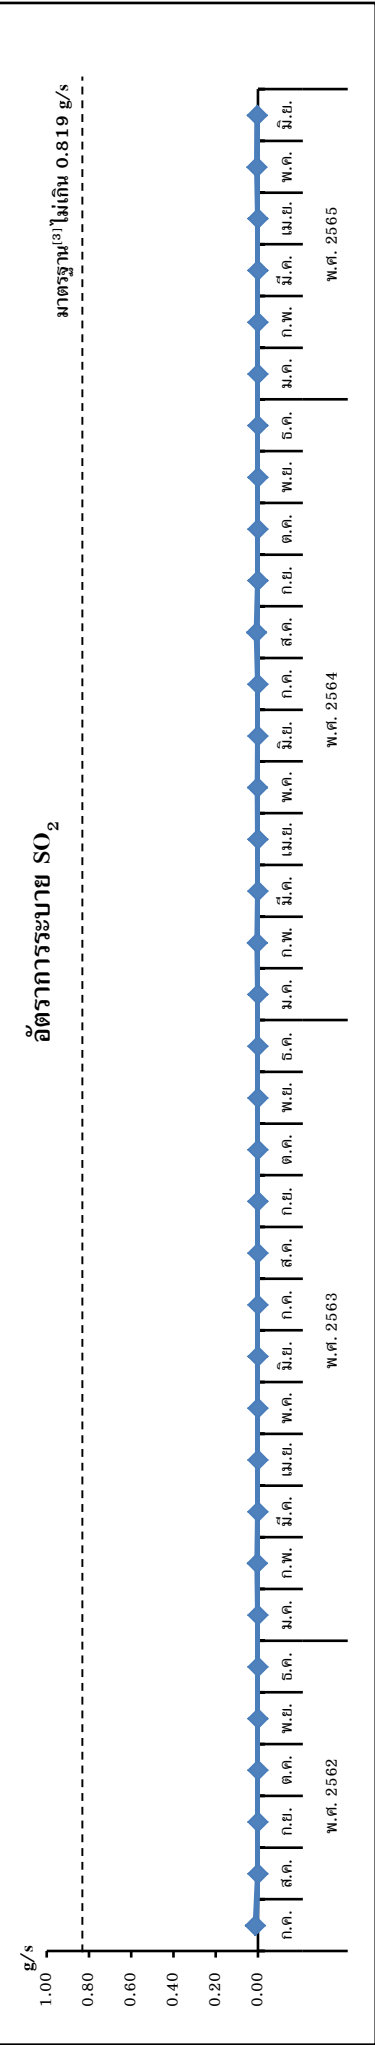 อัตราการระบาย SO₂
g/s
มาตรฐาน[3] ไม่เกิน 0.819 g/s
1.00
0.80
0.60
0.40
0.20
0.00
ก.ค. ส.ค. ก.ย. ต.ค. พ.ย. ธ.ค. ม.ค. ก.พ. มี.ค. เม.ย. พ.ค. มิ.ย. ก.ค. ส.ค. ก.ย. ต.ค. พ.ย. ธ.ค. ม.ค. ก.พ. มี.ค. เม.ย. พ.ค. มิ.ย. ก.ค. ส.ค. ก.ย. ต.ค. พ.ย. ธ.ค. ม.ค. ก.พ. มี.ค. เม.ย. พ.ค. มิ.ย.
พ.ศ. 2562 พ.ศ. 2563 พ.ศ. 2564 พ.ศ. 2565